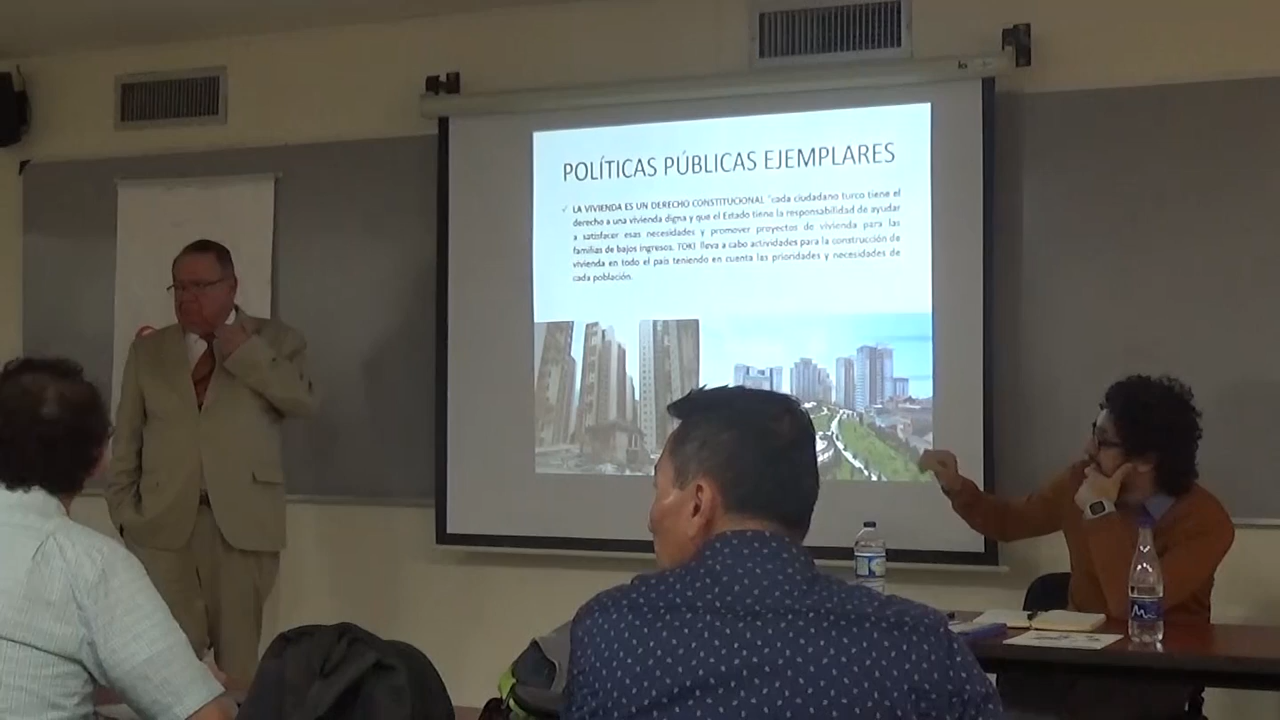 POLÍTICAS PÚBLICAS EJEMPLARES
✓ LA VIVIENDA ES UN DERECHO CONSTITUCIONAL "cada ciudadano turco tiene el
derecho a una vivienda digna y que el Estado tiene la responsabilidad de ayudar
a satisfacer esas necesidades y promover proyectos de vivienda para las
familias de bajos ingresos. TOKI lleva a cabo actividades para la construcción de
vivienda en todo el país teniendo en cuenta las prioridades y necesidades de
cada población.